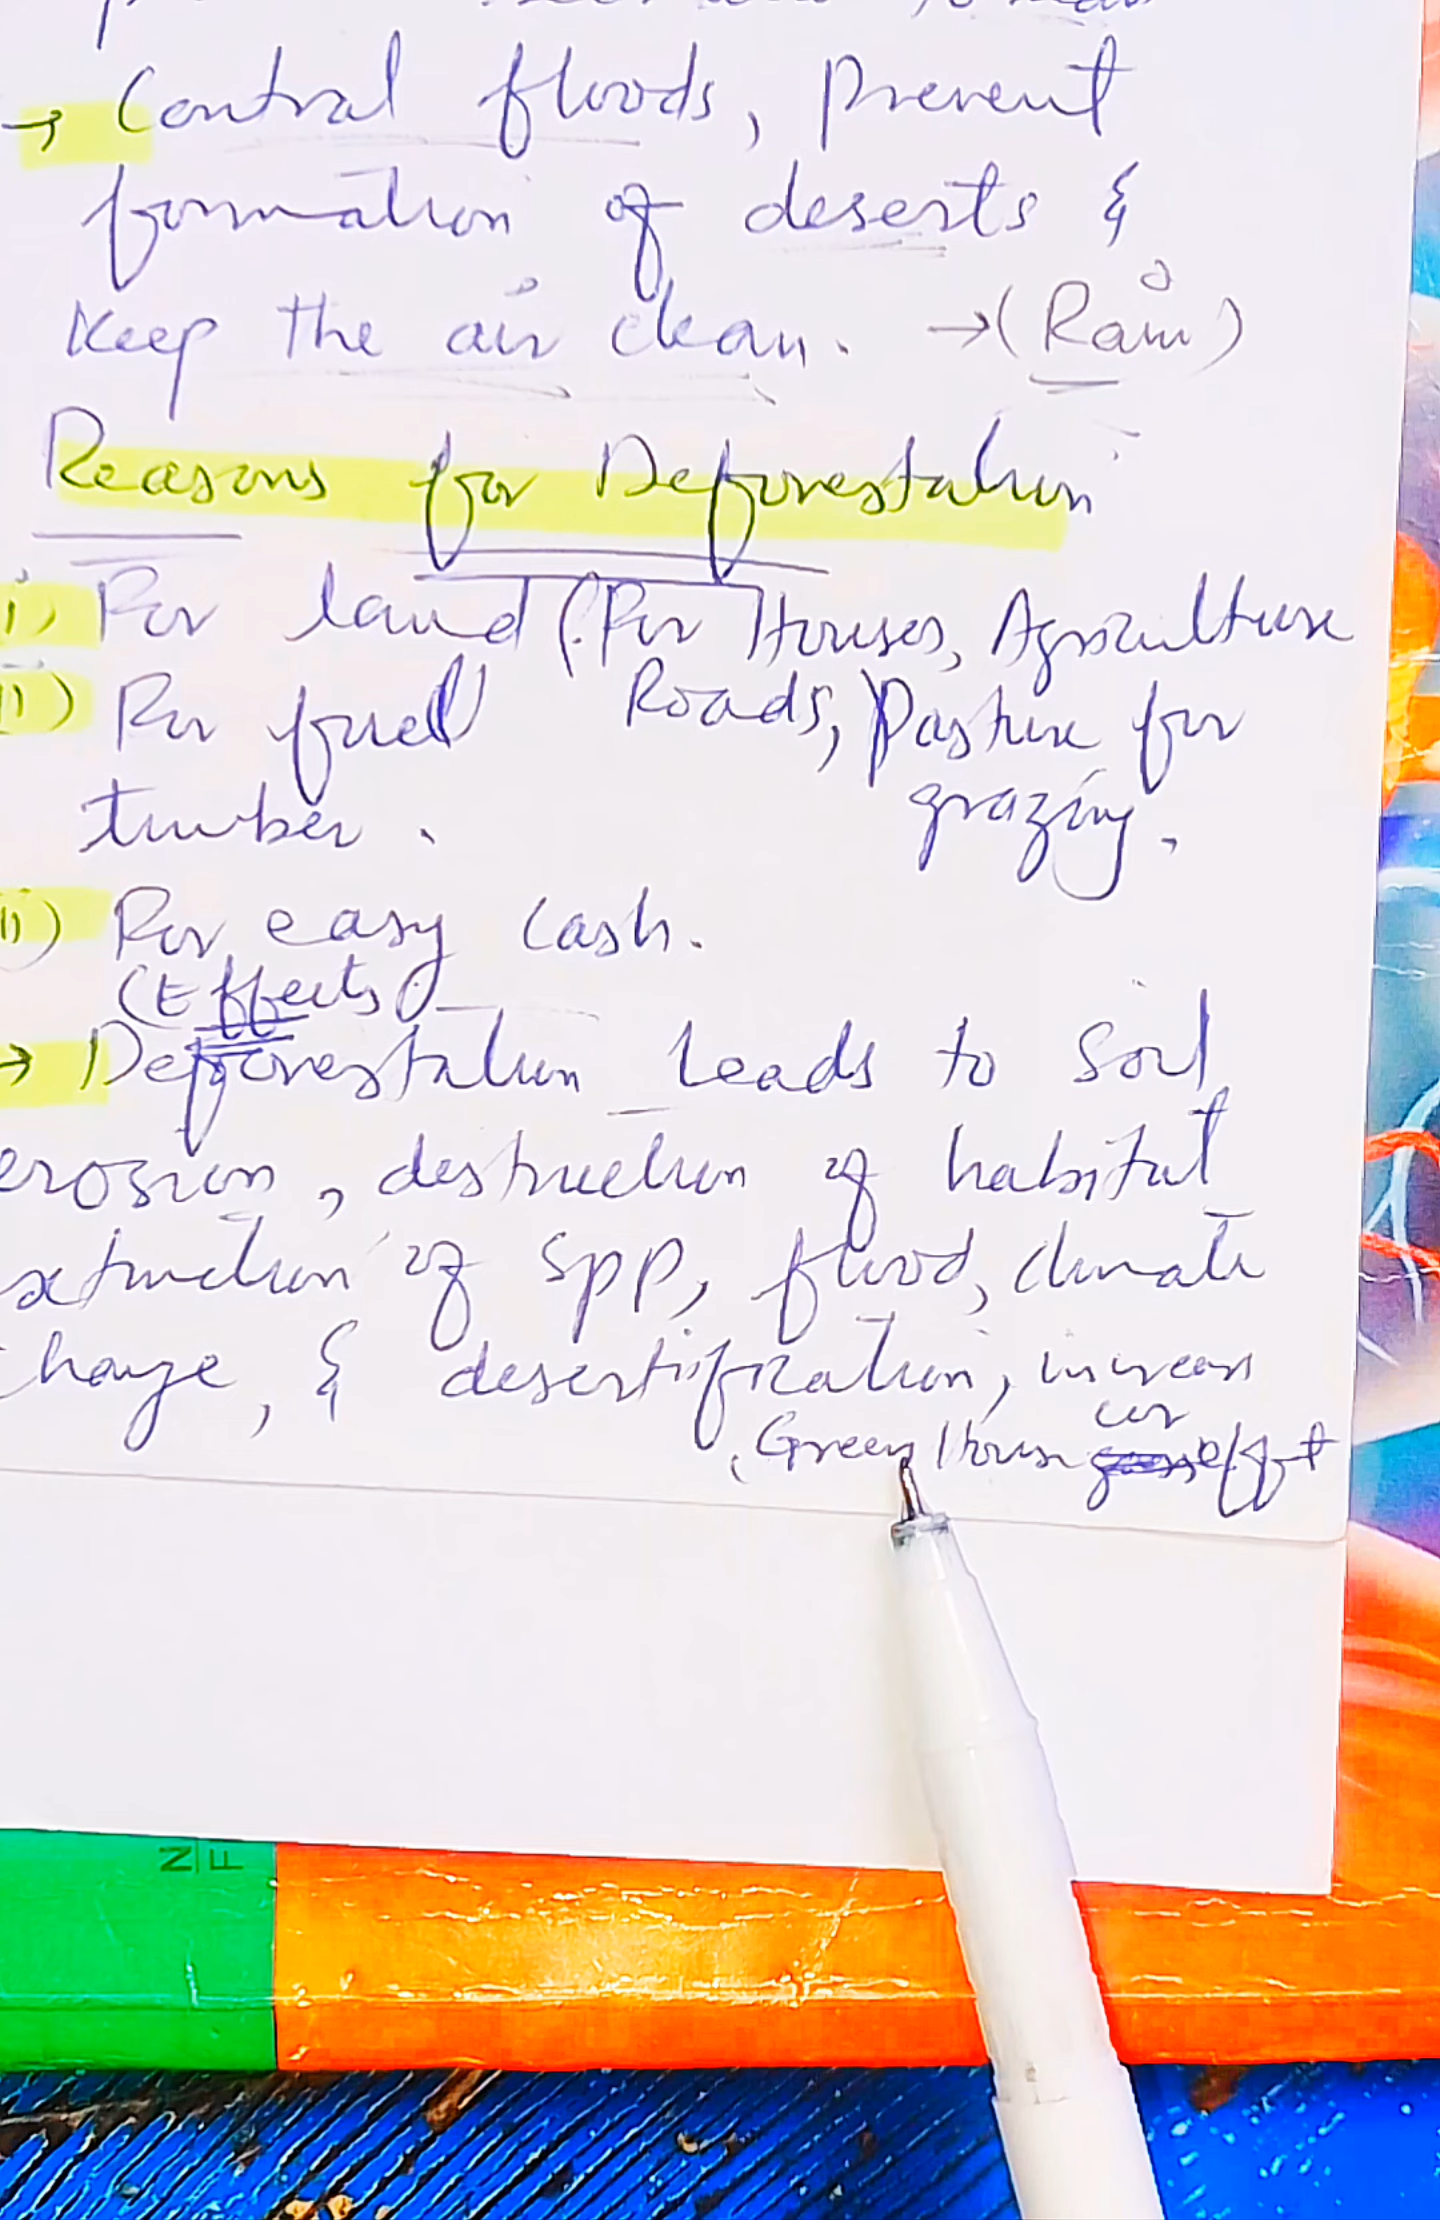 → Control floods, Prevent
formation of deserts &
Keep the air clean. → (Rain)
Reasons for Deforestation
i) For land (For Houses, Agriculture
Roads, Pasture for
grazing.
ii) For fuel
timber.
ii) For easy cash.
(Effects)
→ Deforestation leads to Soil
erosion, destruction of habitat
extinction of Spp, flood, climate
change, & desertification, increase
Green House effect
N
F